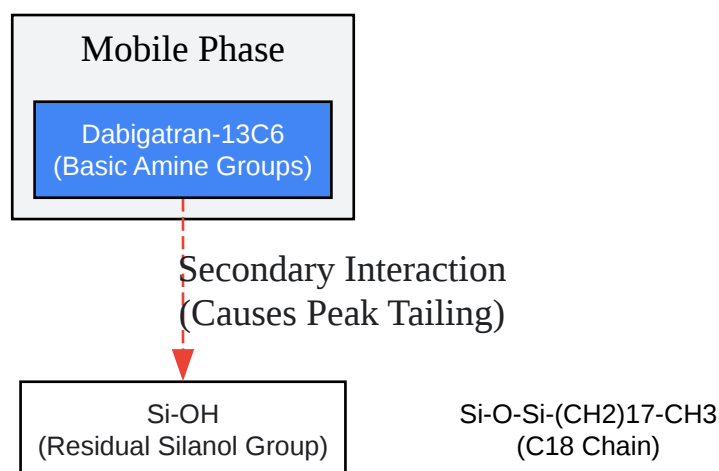 Mobile Phase
Dabigatran-13C6
(Basic Amine Groups)
Secondary Interaction
(Causes Peak Tailing)
Si-OH
(Residual Silanol Group)
Si-O-Si-(CH2)17-CH3
(C18 Chain)